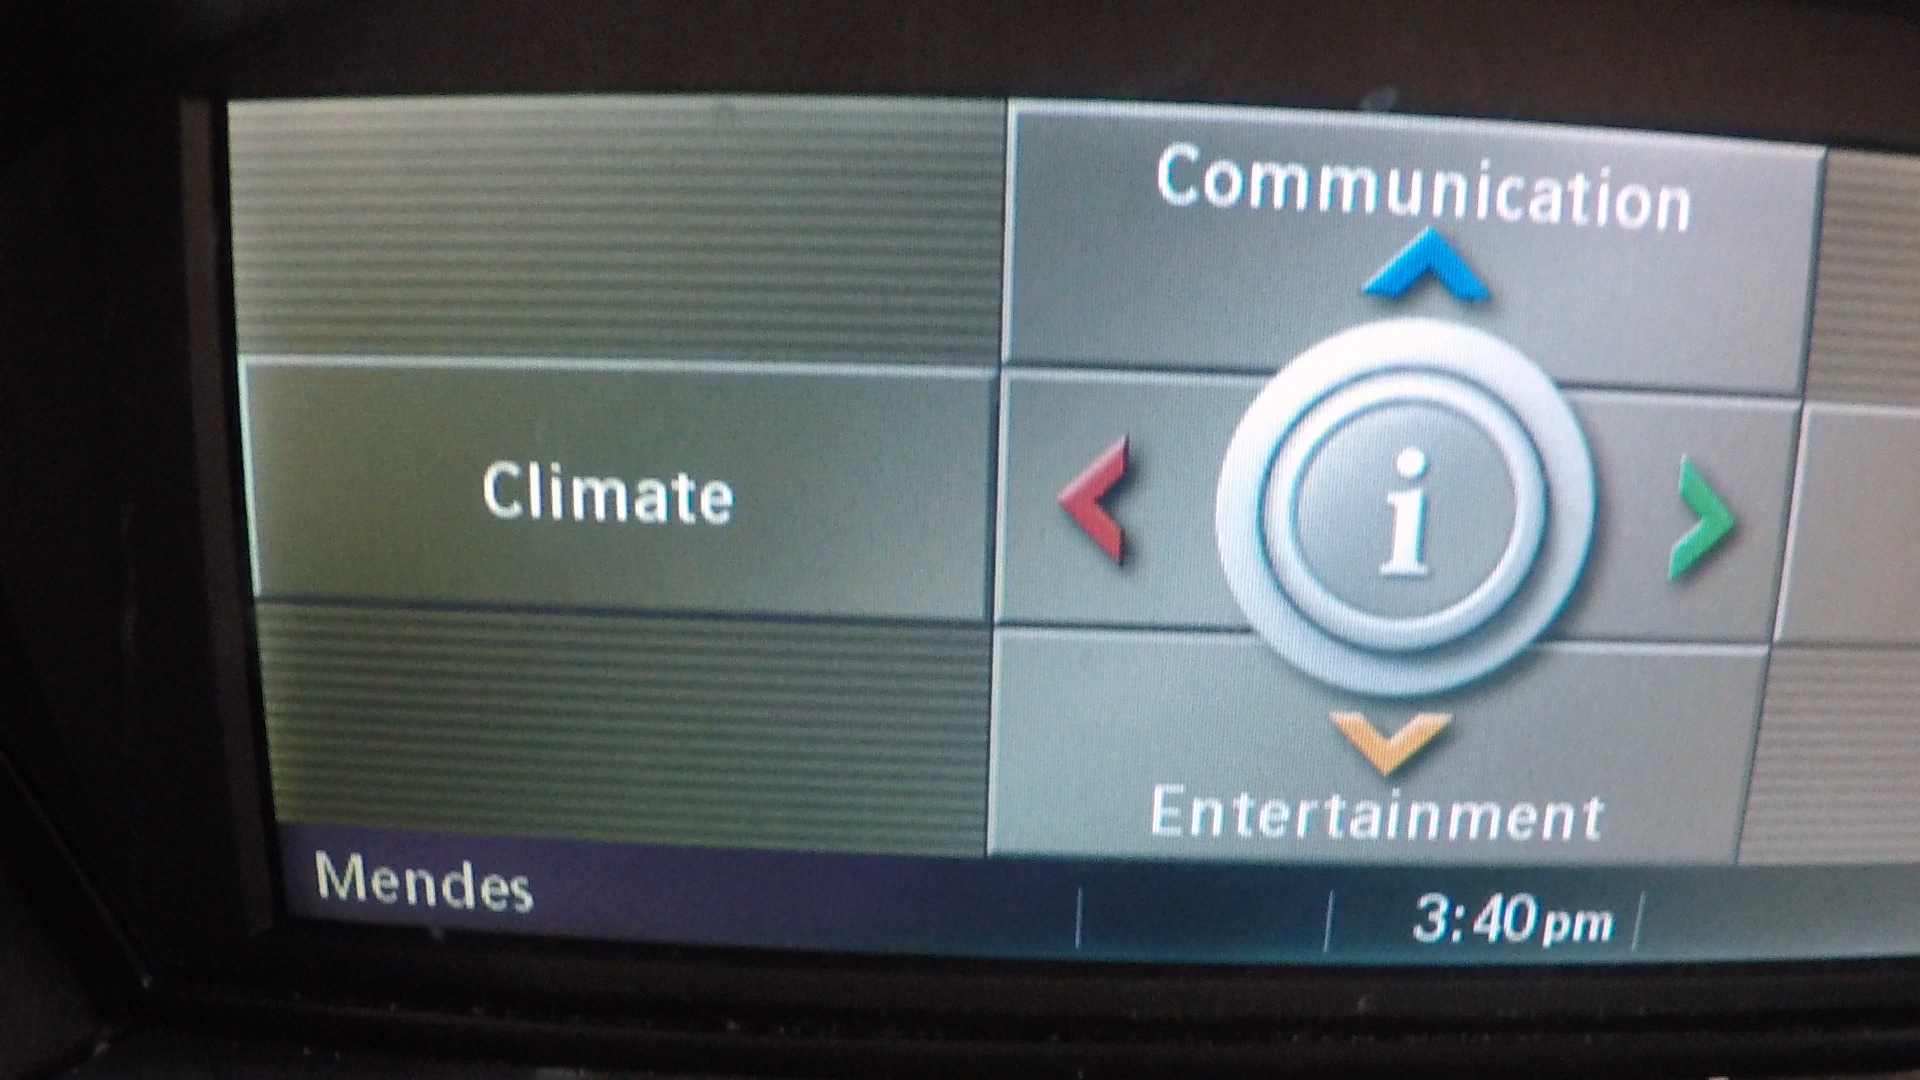 Communication
Climate
i
Entertainment
Mendes
3:40pm